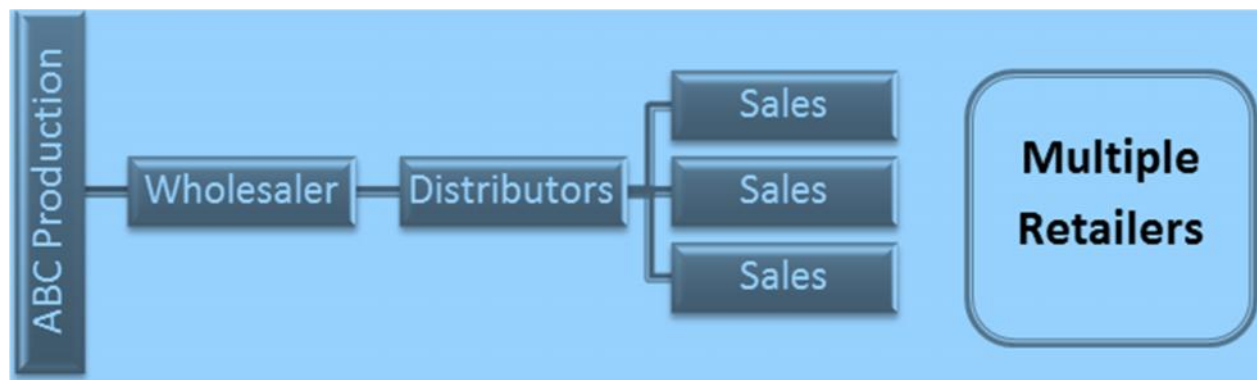 ABC Production
Wholesaler
Distributors
Sales
Sales
Sales
Multiple
Retailers